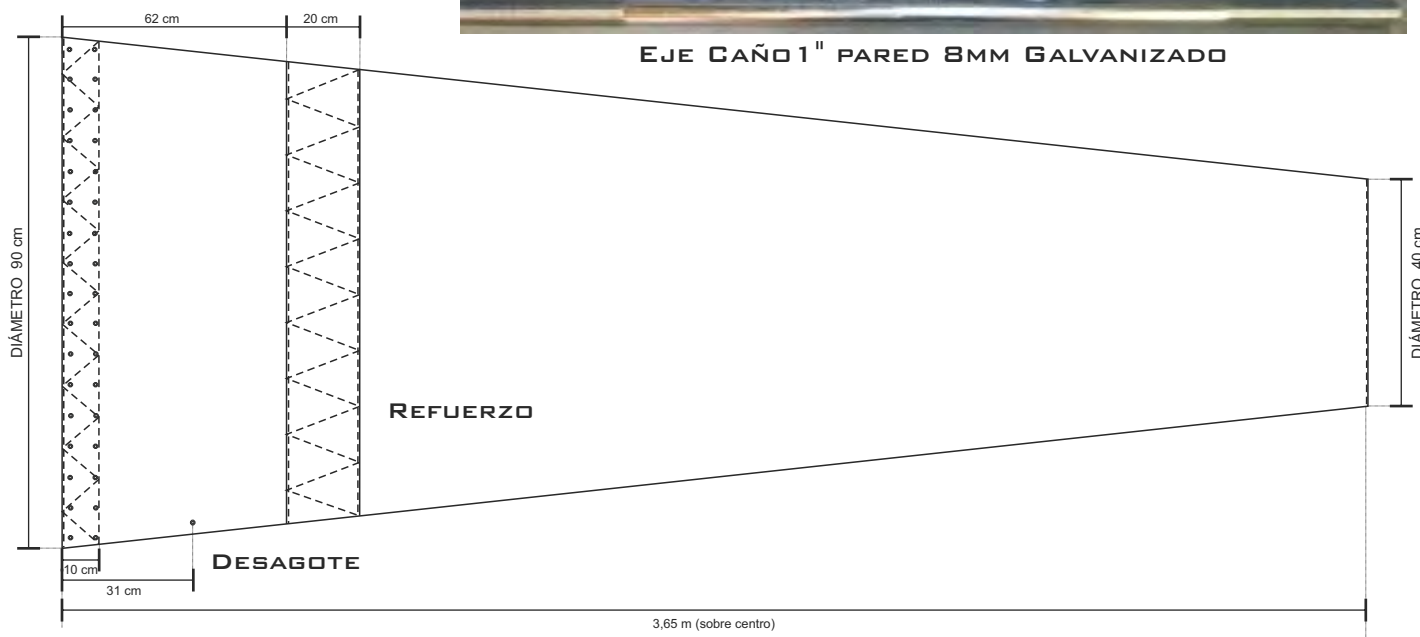 62 cm
20 cm
EJE CAÑO 1" PARED 8MM GALVANIZADO
DIÁMETRO 90 cm
DIÁMETRO 40 cm
REFUERZO
DESAGOTE
10 cm
31 cm
3,65 m (sobre centro)